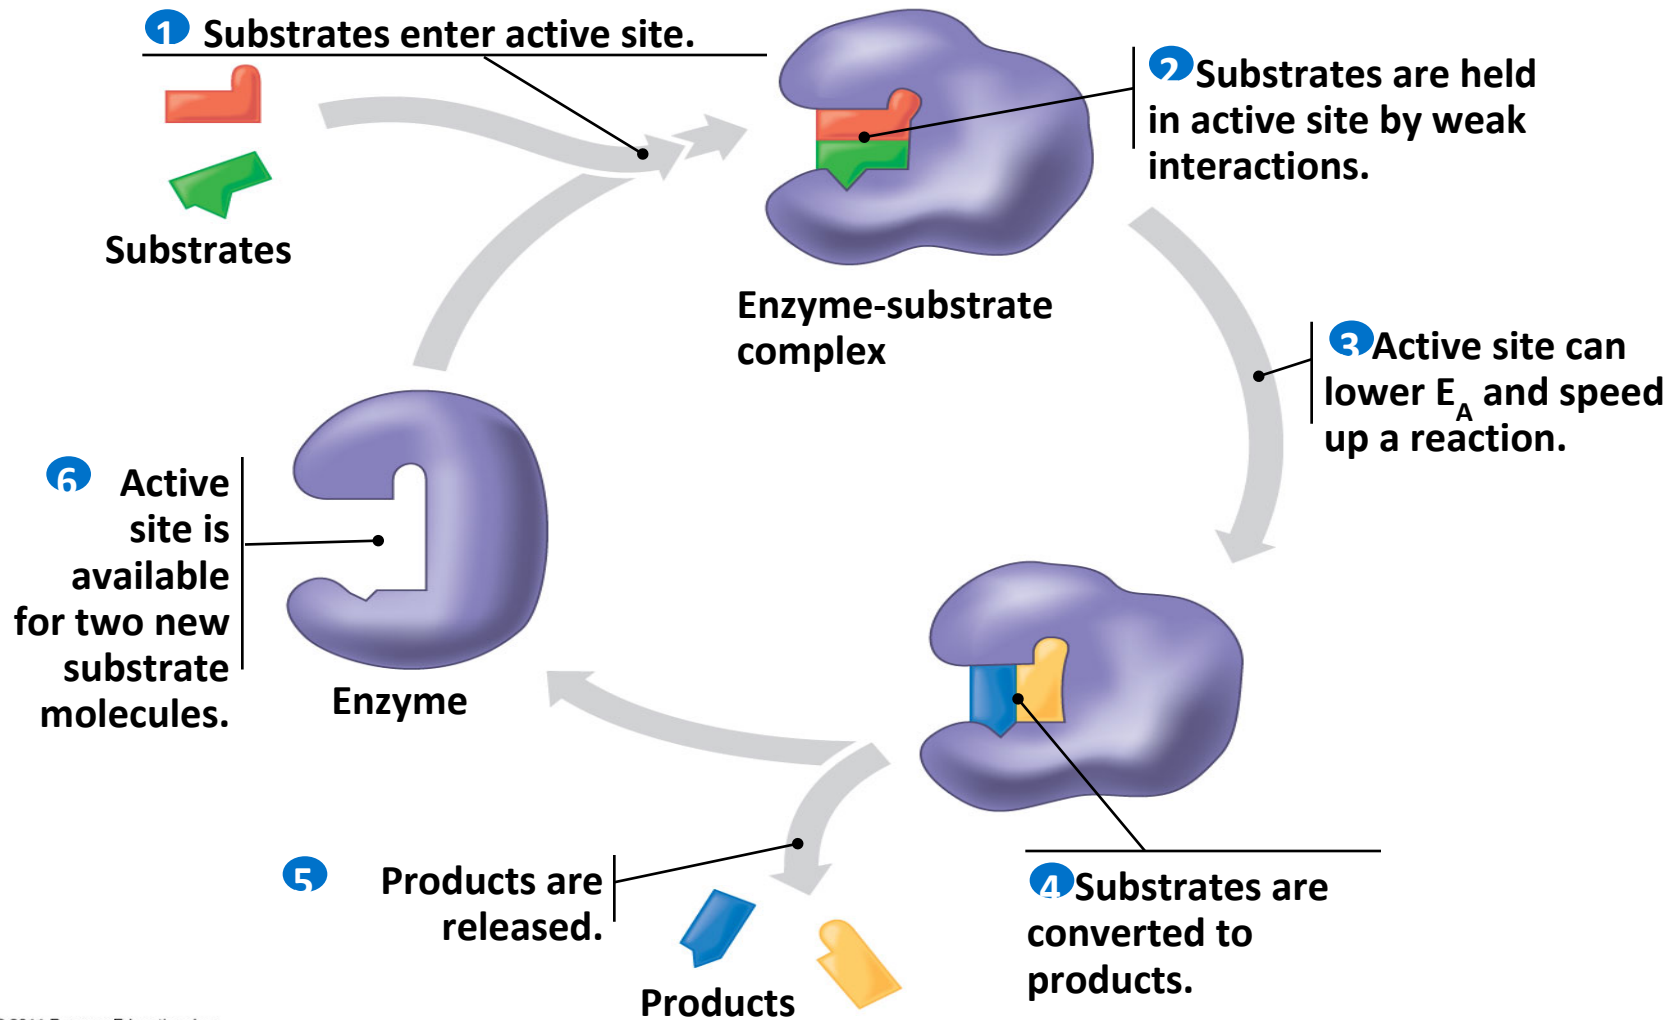 1 Substrates enter active site.
Substrates
2 Substrates are held
in active site by weak
interactions.
Enzyme-substrate
complex
3 Active site can
lower EA and speed
up a reaction.
6 Active
site is
available
for two new
substrate
molecules.
Enzyme
5 Products are
released.
Products
4 Substrates are
converted to
products.